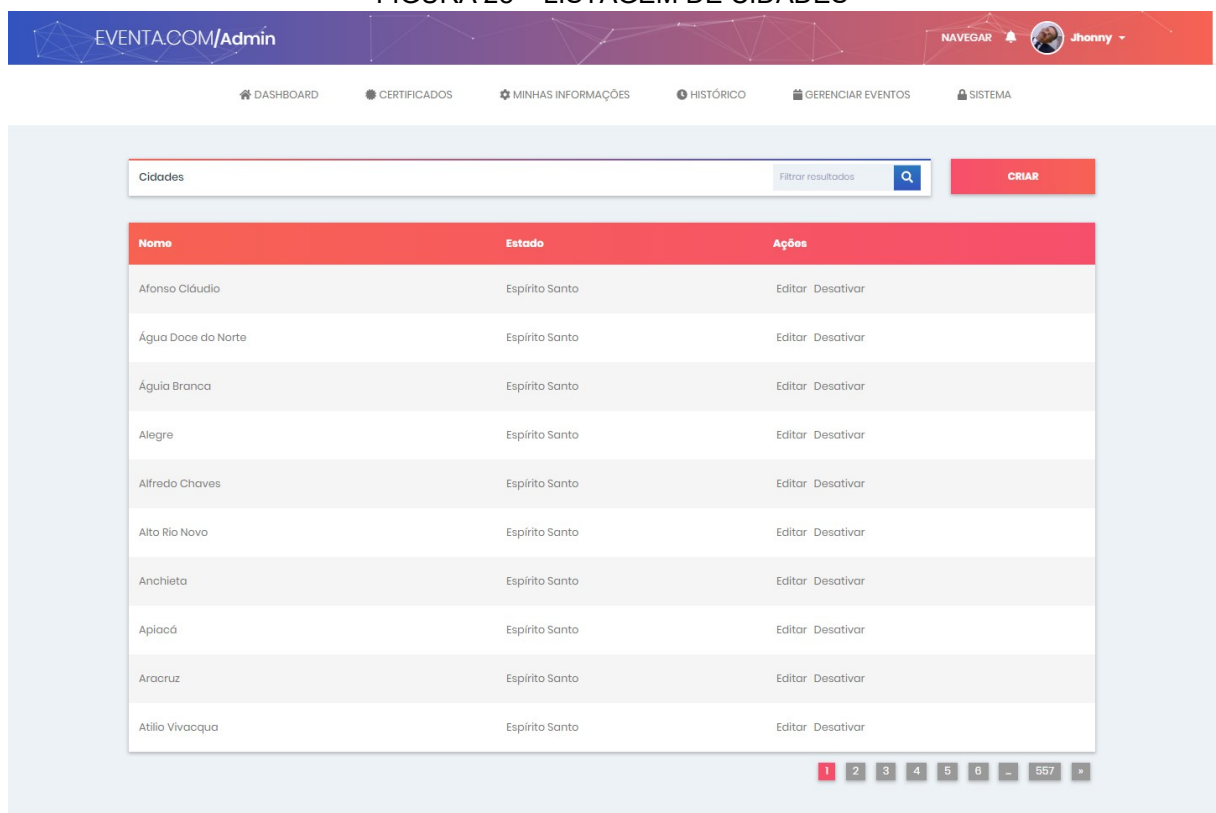 EVENTA.COM/Admin
NAVEGAR Jhonny
DASHBOARD CERTIFICADOS MINHAS INFORMAÇÕES HISTÓRICO GERENCIAR EVENTOS SISTEMA
Cidades Filtrar resultados CRIAR
Nome Estado Ações
Afonso Cláudio Espírito Santo Editar Desativar
Água Doce do Norte Espírito Santo Editar Desativar
Águia Branca Espírito Santo Editar Desativar
Alegre Espírito Santo Editar Desativar
Alfredo Chaves Espírito Santo Editar Desativar
Alto Rio Novo Espírito Santo Editar Desativar
Anchieta Espírito Santo Editar Desativar
Apiacá Espírito Santo Editar Desativar
Aracruz Espírito Santo Editar Desativar
Atilio Vivacqua Espírito Santo Editar Desativar
1 2 3 4 5 6 ... 557 »